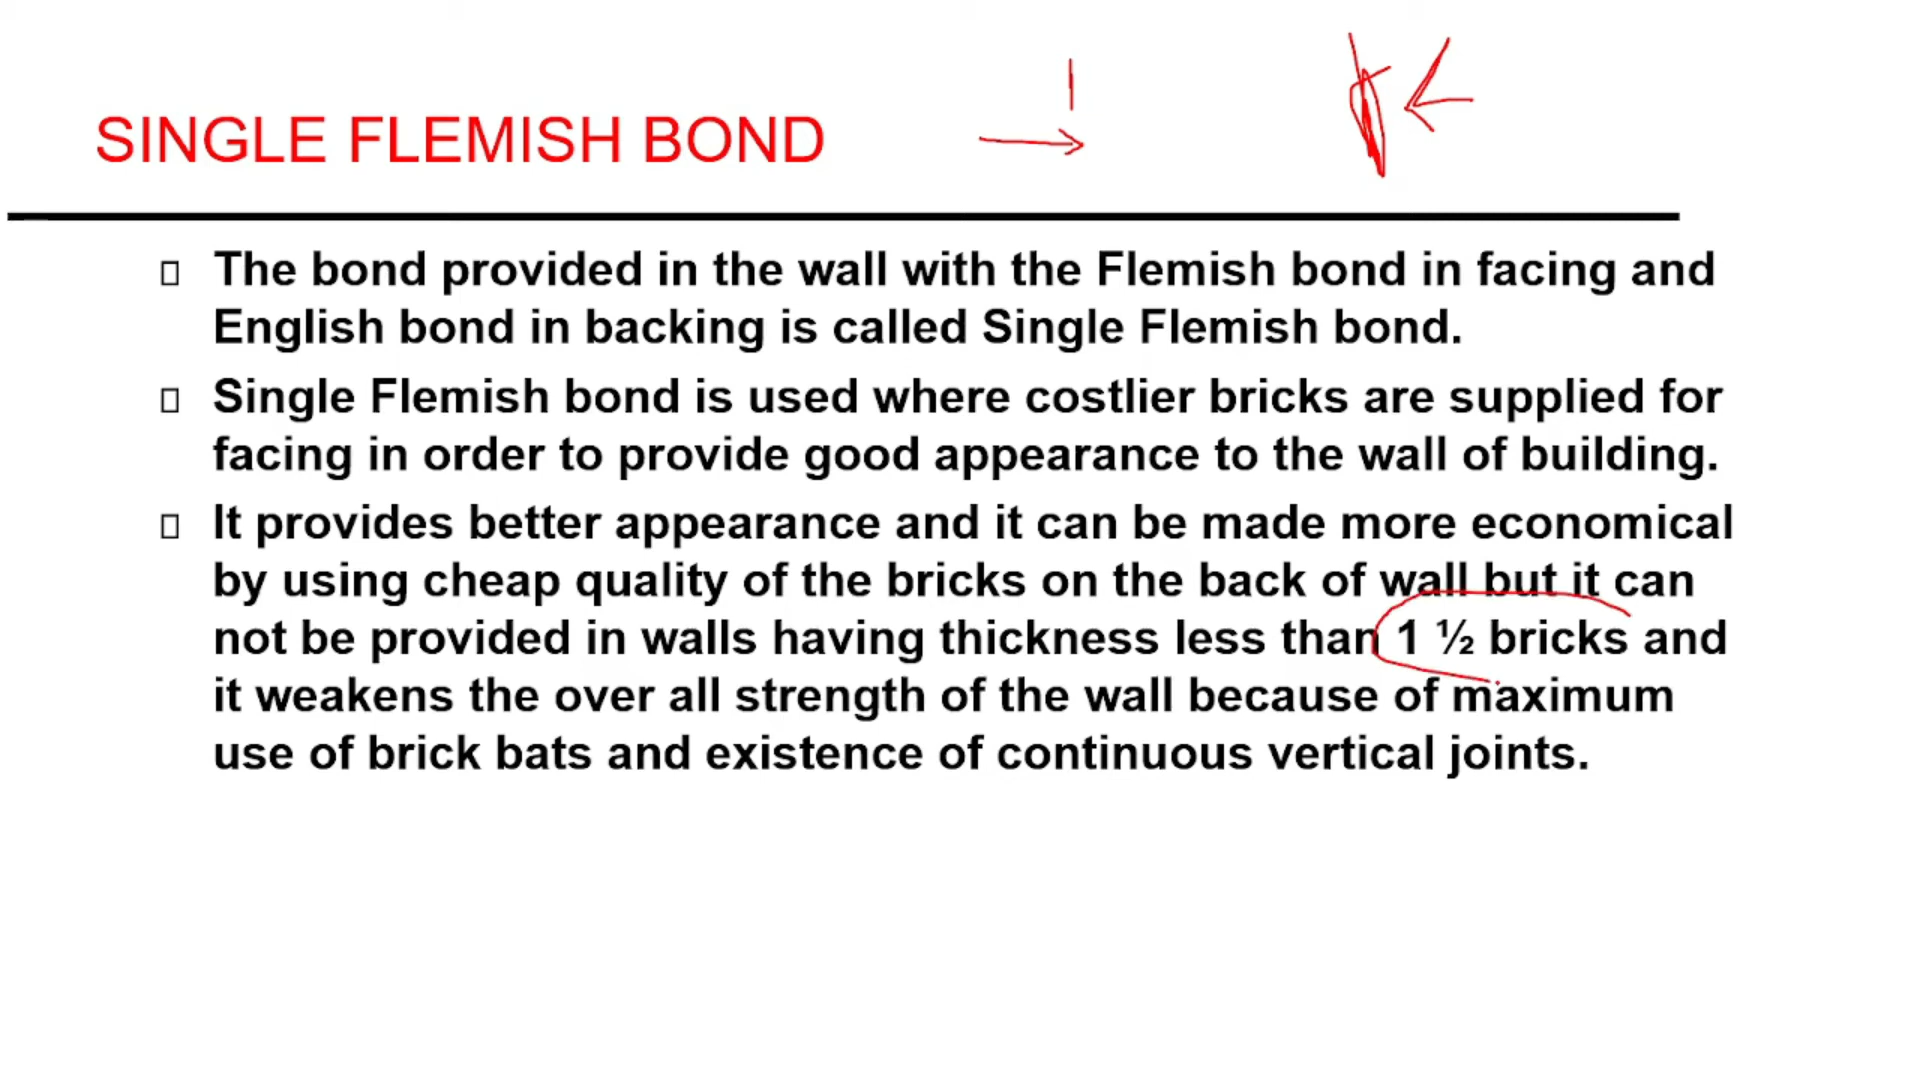 SINGLE FLEMISH BOND
The bond provided in the wall with the Flemish bond in facing and
English bond in backing is called Single Flemish bond.
Single Flemish bond is used where costlier bricks are supplied for
facing in order to provide good appearance to the wall of building.
It provides better appearance and it can be made more economical
by using cheap quality of the bricks on the back of wall but it can
not be provided in walls having thickness less than 1 ½ bricks and
it weakens the over all strength of the wall because of maximum
use of brick bats and existence of continuous vertical joints.